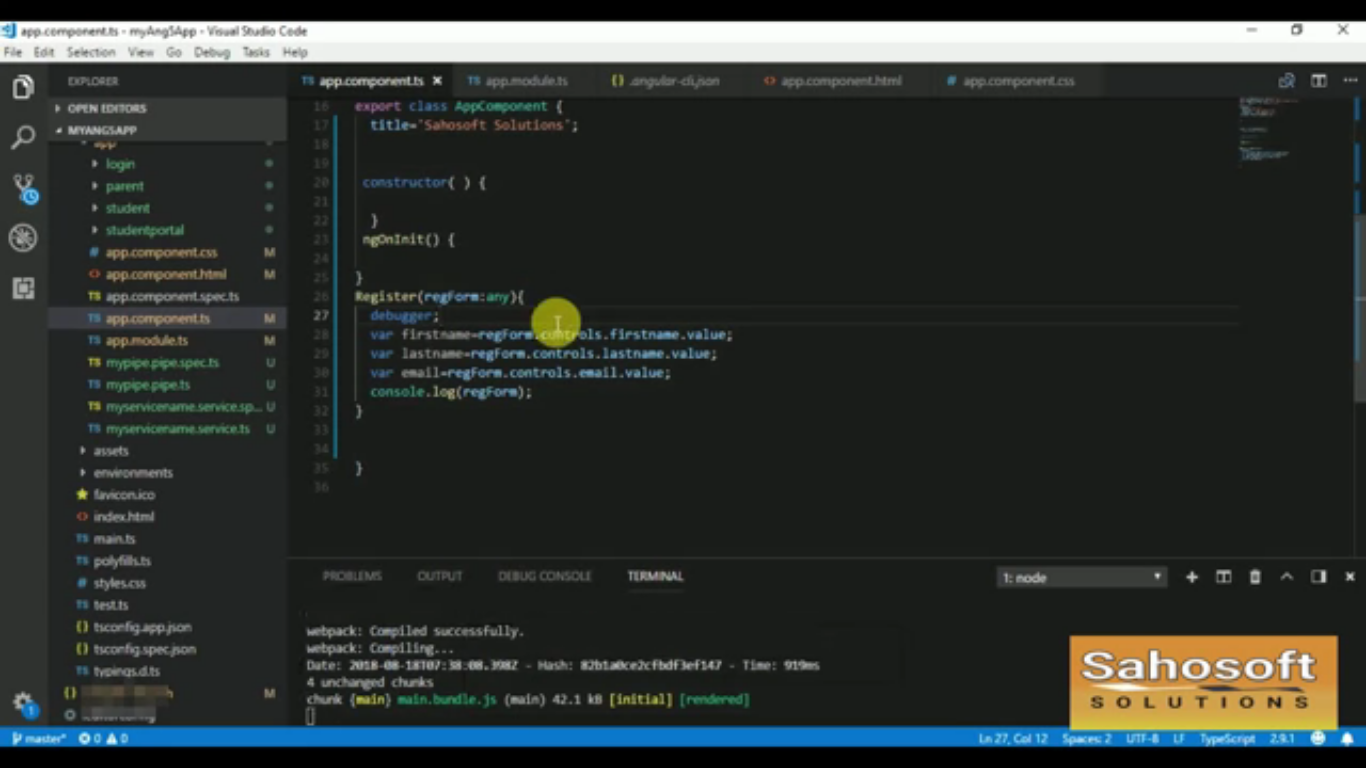 app.component.ts - myAng5App - Visual Studio Code
File Edit Selection View Go Debug Tasks Help
EXPLORER
OPEN EDITORS
MYANG5APP
app
login
parent
student
studentportal
app.component.css M
app.component.html M
app.component.spec.ts
app.component.ts M
app.module.ts M
mypipe.pipe.spec.ts U
mypipe.pipe.ts U
myservicename.service.sp... U
myservicename.service.ts U
assets
environments
favicon.ico
index.html
main.ts
polyfills.ts
styles.css
test.ts
tsconfig.app.json
tsconfig.spec.json
typings.d.ts
M
app.component.ts app.module.ts .angular-cli.json app.component.html app.component.css
16 export class AppComponent {
17 title='Sahosoft Solutions';
18
19
20 constructor( ) {
21
22 }
23 ngOnInit() {
24
25 }
26 Register(regForm:any){
27 debugger;
28 var firstname=regForm.controls.firstname.value;
29 var lastname=regForm.controls.lastname.value;
30 var email=regForm.controls.email.value;
31 console.log(regForm);
32 }
33
34
35 }
36
PROBLEMS OUTPUT DEBUG CONSOLE TERMINAL 1: node
webpack: Compiled successfully.
webpack: Compiling...
Date: 2018-08-18T07:38:08.398Z - Hash: 82b1a0ce2cfbdf3ef147 - Time: 919ms
4 unchanged chunks
chunk {main} main.bundle.js (main) 42.1 kB [initial] [rendered]
Sahosoft
SOLUTIONS
master* 0 0 Ln 27, Col 12 Spaces: 2 UTF-8 LF TypeScript 2.9.1